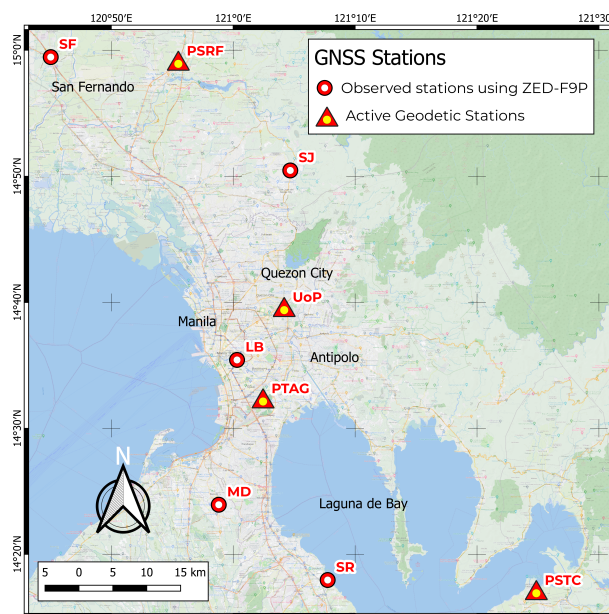 120°50'E 121°0'E 121°10'E 121°20'E 121°30'E
15°0'N
SF
PSRF
San Fernando
GNSS Stations
Observed stations using ZED-F9P
Active Geodetic Stations
14°50'N
SJ
Quezon City
14°40'N
UoP
Manila
LB
Antipolo
PTAG
14°30'N
N
MD
Laguna de Bay
14°20'N
SR
PSTC
5 0 5 10 15 km